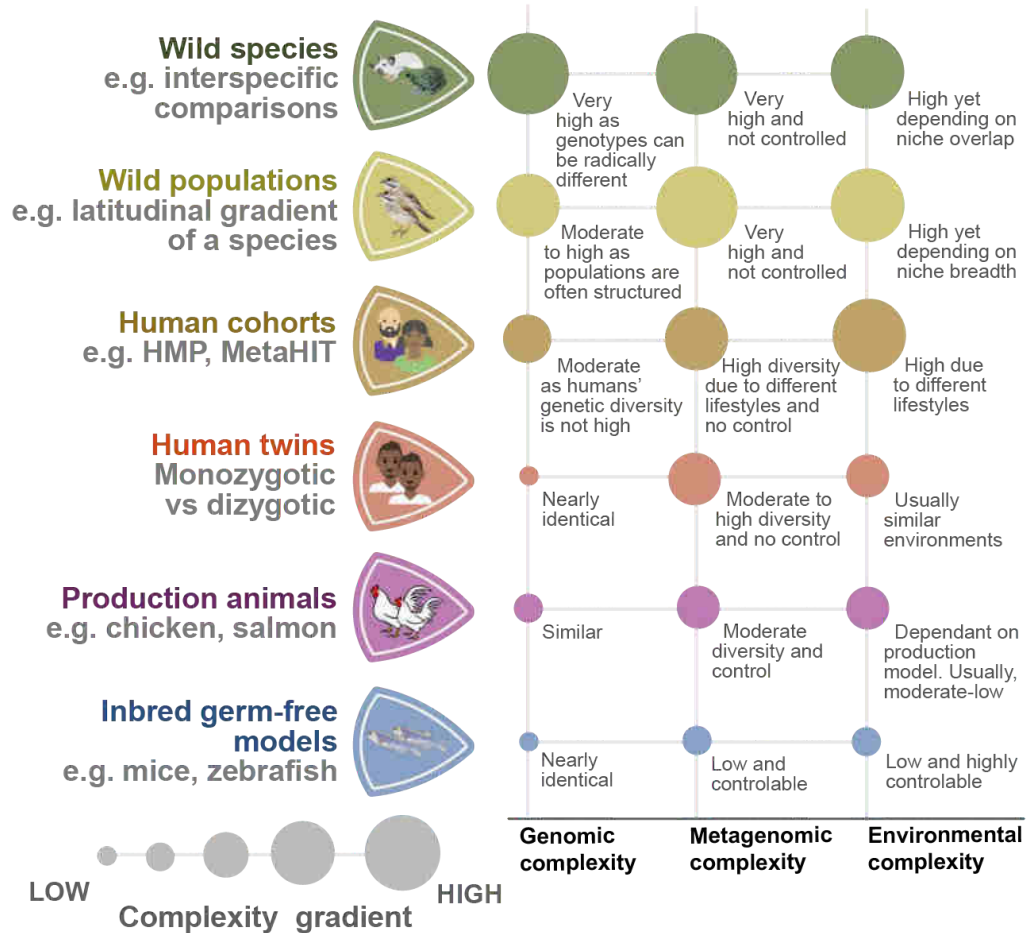 Wild species
e.g. interspecific
comparisons
Very
high as
genotypes can
be radically
different
Very
high and
not controlled
High yet
depending on
niche overlap
Wild populations
e.g. latitudinal gradient
of a species
Moderate
to high as
populations are
often structured
Very
high and
not controlled
High yet
depending on
niche breadth
Human cohorts
e.g. HMP, MetaHIT
Moderate
as humans'
genetic diversity
is not high
High diversity
due to different
lifestyles and
no control
High due
to different
lifestyles
Human twins
Monozygotic
vs dizygotic
Nearly
identical
Moderate to
high diversity
and no control
Usually
similar
environments
Production animals
e.g. chicken, salmon
Similar
Moderate
diversity and
control
Dependant on
production
model. Usually,
moderate-low
Inbred germ-free
models
e.g. mice, zebrafish
Nearly
identical
Low and
controlable
Low and highly
controlable
Genomic
complexity
Metagenomic
complexity
Environmental
complexity
LOW
HIGH
Complexity gradient